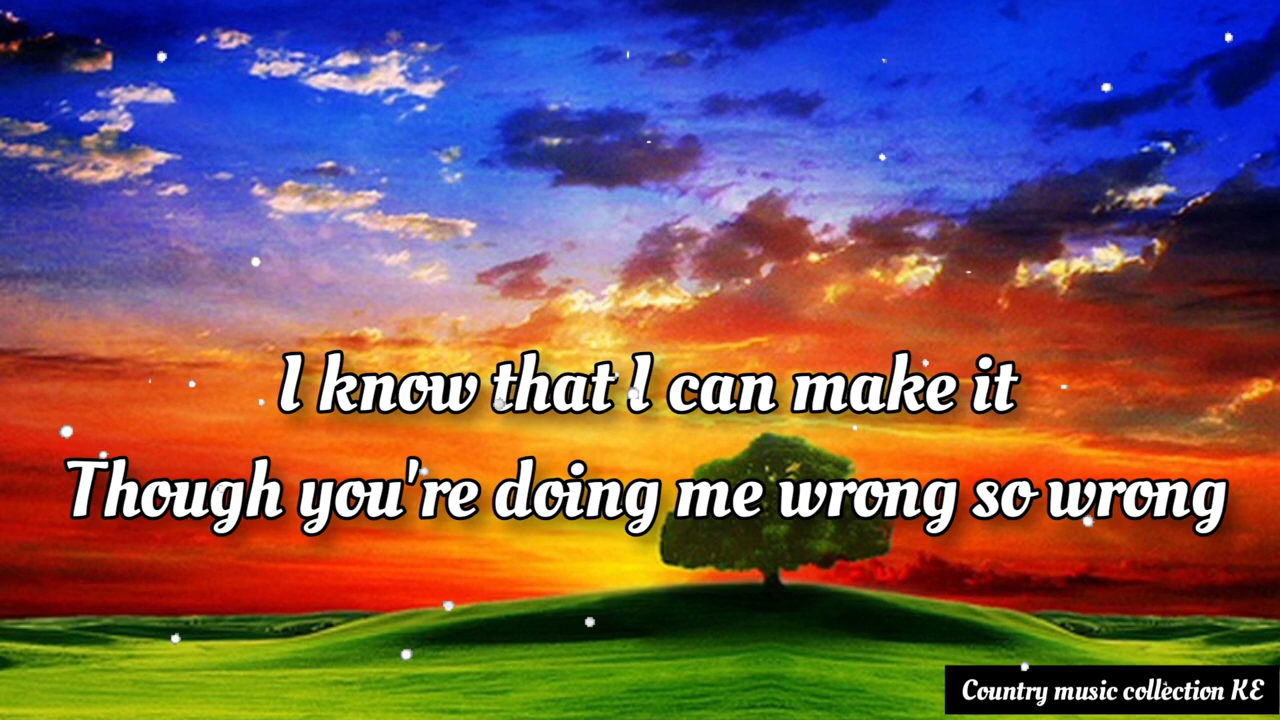 I know that I can make it
Though you're doing me wrong so wrong
Country music collection KE